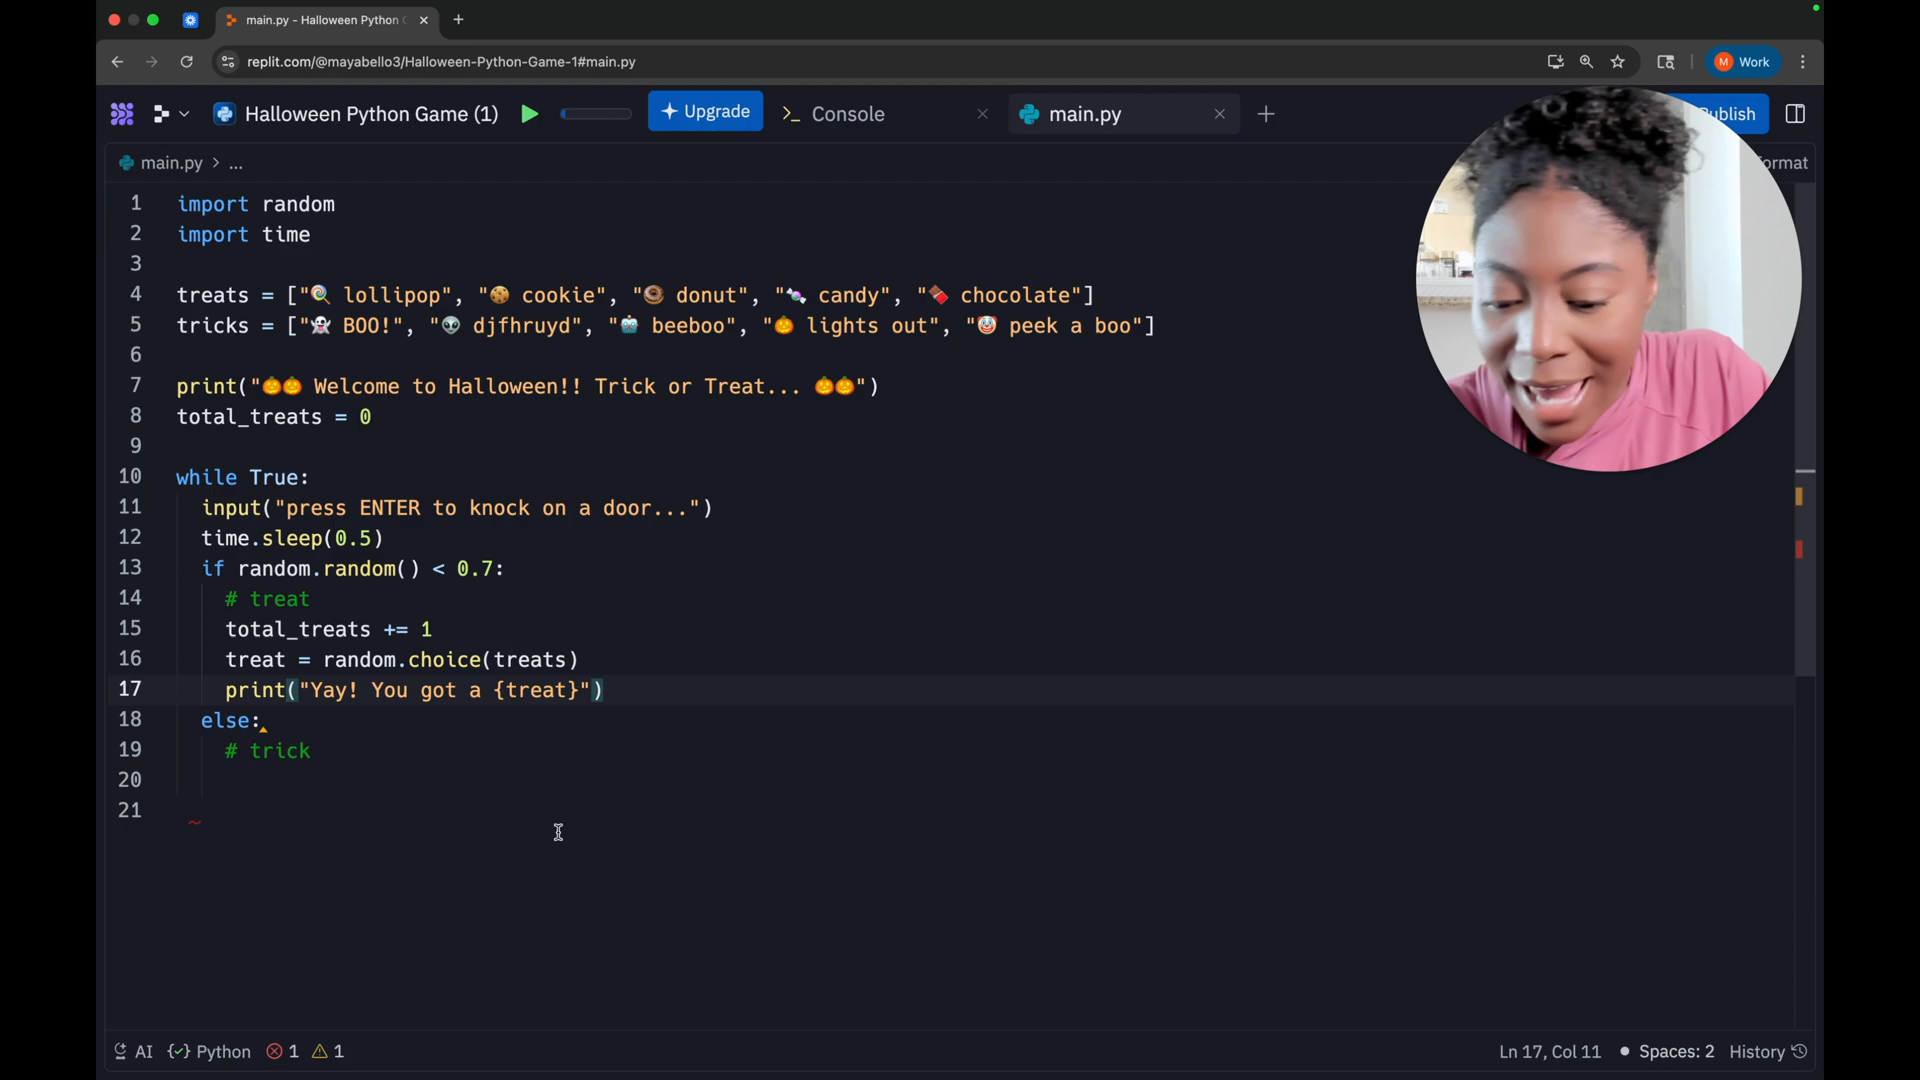 main.py - Halloween Python G
replit.com/@mayabello3/Halloween-Python-Game-1#main.py
M Work
Halloween Python Game (1)
Upgrade
Console
main.py
ublish
main.py > ...
ormat
1 import random
2 import time
3
4 treats = ["🍭 lollipop", "🍪 cookie", "🍩 donut", "🍬 candy", "🍫 chocolate"]
5 tricks = ["👻 BOO!", "👽 djfhruyd", "🤖 beeboo", "🎃 lights out", "🤡 peek a boo"]
6
7 print("🎃🎃 Welcome to Halloween!! Trick or Treat... 🎃🎃")
8 total_treats = 0
9
10 while True:
11 input("press ENTER to knock on a door...")
12 time.sleep(0.5)
13 if random.random() < 0.7:
14 # treat
15 total_treats += 1
16 treat = random.choice(treats)
17 print("Yay! You got a {treat}")
18 else:
19 # trick
20
21
AI
Python
1
1
Ln 17, Col 11
Spaces: 2
History